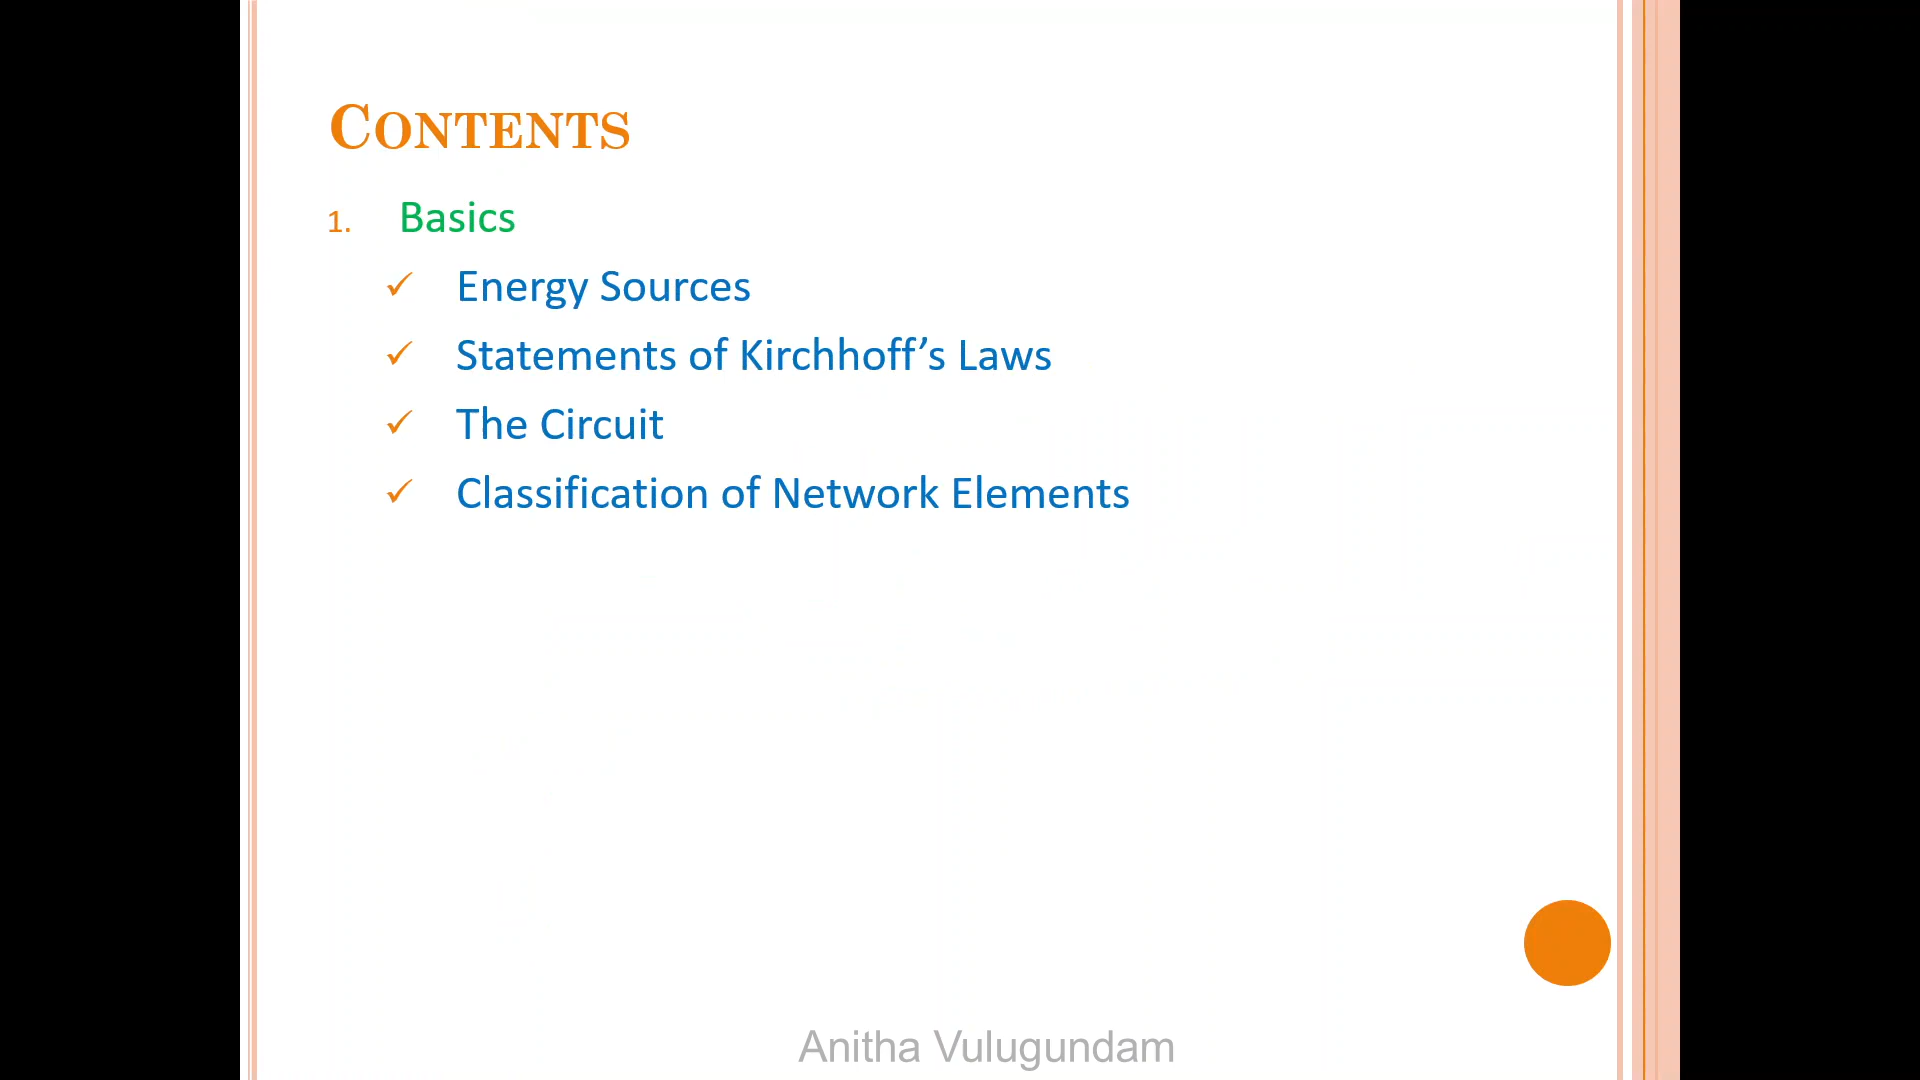 Contents
1. Basics
✓ Energy Sources
✓ Statements of Kirchhoff’s Laws
✓ The Circuit
✓ Classification of Network Elements
Anitha Vulugundam